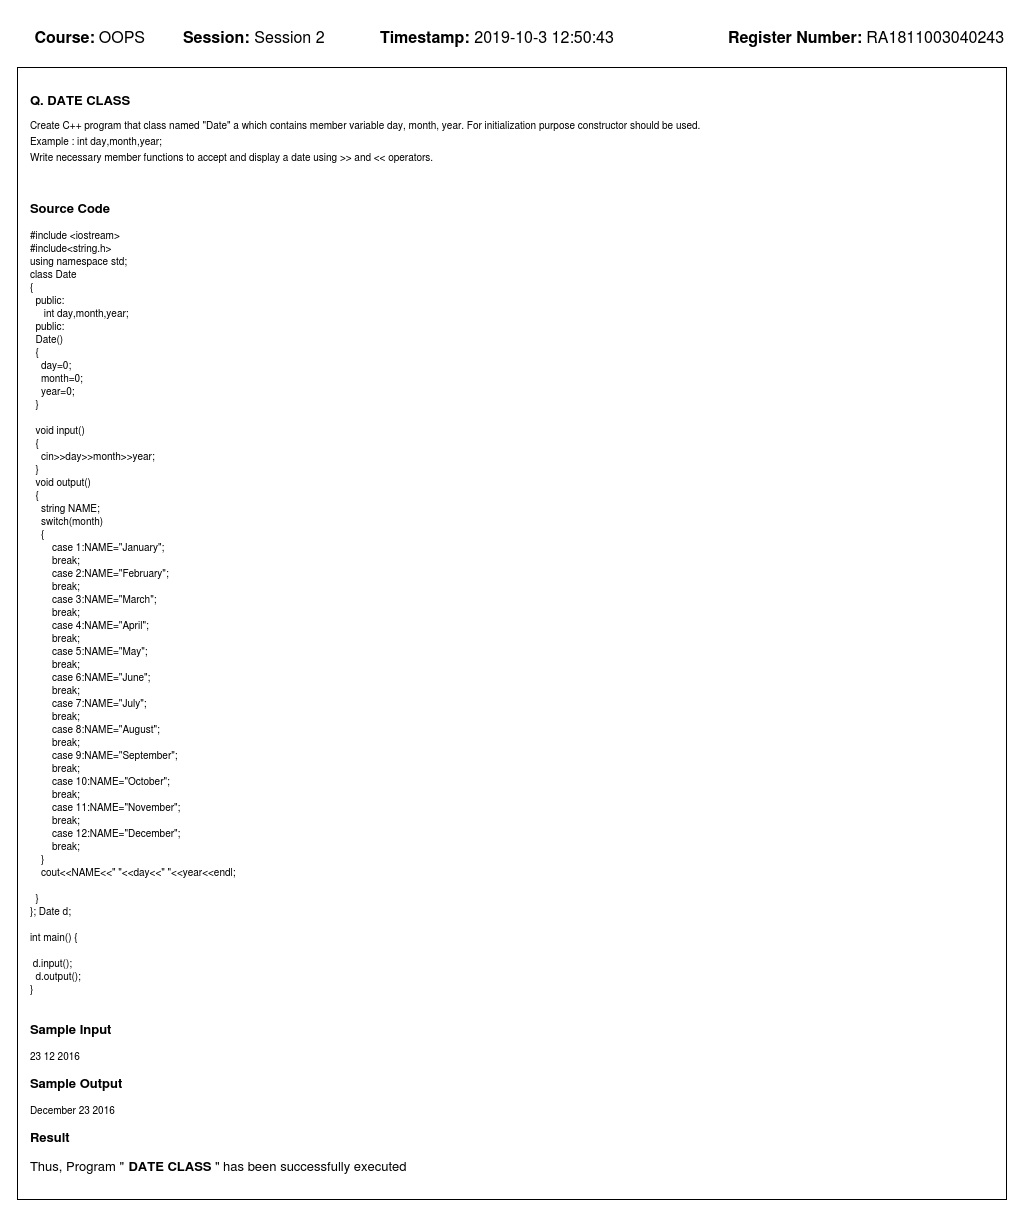 Course: OOPS Session: Session 2 Timestamp: 2019-10-3 12:50:43 Register Number: RA1811003040243
Q. DATE CLASS
Create C++ program that class named "Date" a which contains member variable day, month, year. For initialization purpose constructor should be used.
Example : int day,month,year;
Write necessary member functions to accept and display a date using >> and << operators.
Source Code
#include <iostream>
#include<string.h>
using namespace std;
class Date
{
public:
int day,month,year;
public:
Date()
{
day=0;
month=0;
year=0;
}
void input()
{
cin>>day>>month>>year;
}
void output()
{
string NAME;
switch(month)
{
case 1:NAME="January";
break;
case 2:NAME="February";
break;
case 3:NAME="March";
break;
case 4:NAME="April";
break;
case 5:NAME="May";
break;
case 6:NAME="June";
break;
case 7:NAME="July";
break;
case 8:NAME="August";
break;
case 9:NAME="September";
break;
case 10:NAME="October";
break;
case 11:NAME="November";
break;
case 12:NAME="December";
break;
}
cout<<NAME<<" "<<day<<" "<<year<<endl;
}
}; Date d;
int main() {
d.input();
d.output();
}
Sample Input
23 12 2016
Sample Output
December 23 2016
Result
Thus, Program " DATE CLASS " has been successfully executed